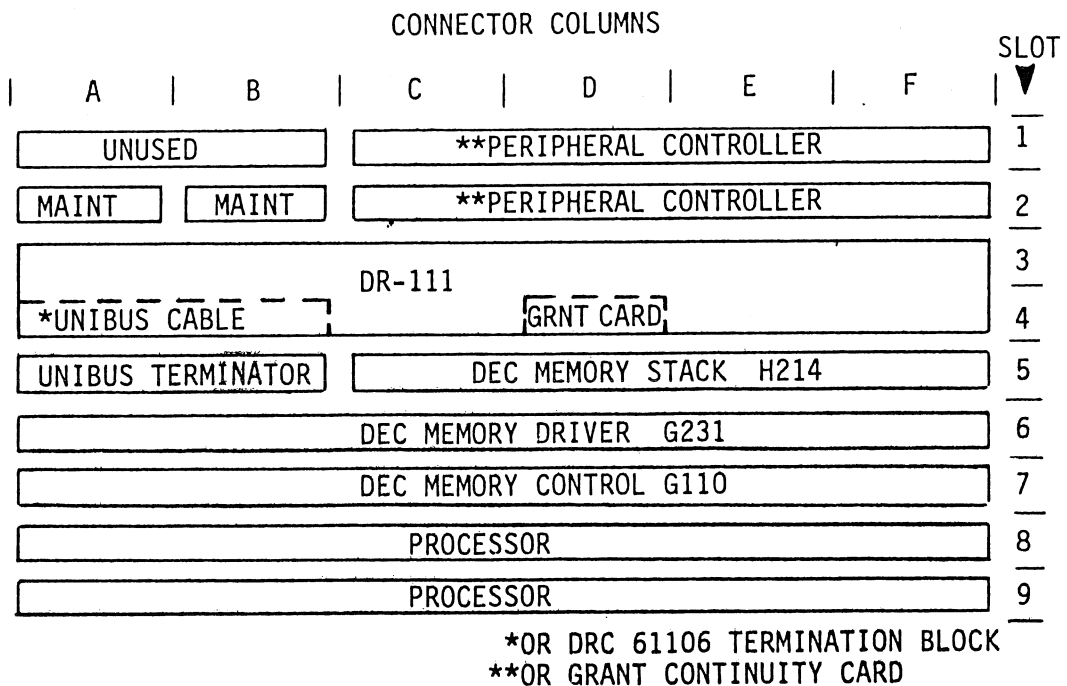 CONNECTOR COLUMNS
SLOT
| A | B | C | D | E | F |
UNUSED **PERIPHERAL CONTROLLER 1
MAINT MAINT **PERIPHERAL CONTROLLER 2
3
DR-111
*UNIBUS CABLE GRNT CARD 4
UNIBUS TERMINATOR DEC MEMORY STACK H214 5
DEC MEMORY DRIVER G231 6
DEC MEMORY CONTROL G110 7
PROCESSOR 8
PROCESSOR 9
*OR DRC 61106 TERMINATION BLOCK
**OR GRANT CONTINUITY CARD